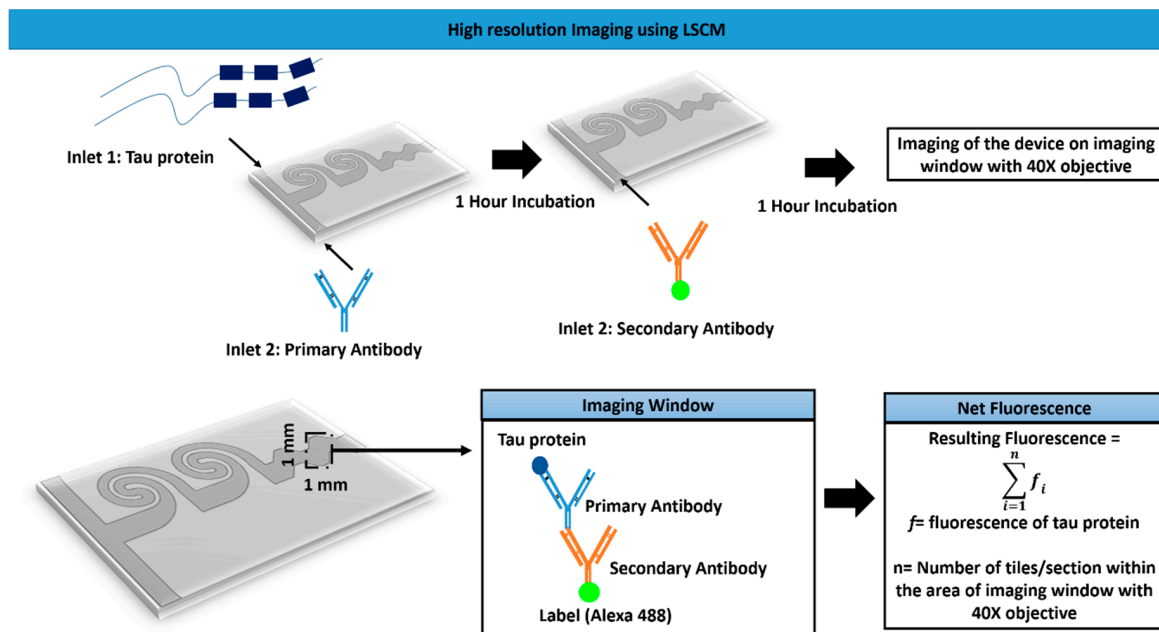 High resolution Imaging using LSCM
Inlet 1: Tau protein
1 Hour Incubation
1 Hour Incubation
Imaging of the device on imaging
window with 40X objective
Inlet 2: Primary Antibody
Inlet 2: Secondary Antibody
1 mm
1 mm
Imaging Window
Tau protein
Primary Antibody
Secondary Antibody
Label (Alexa 488)
Net Fluorescence
Resulting Fluorescence =
n
∑ fi
i=1
f= fluorescence of tau protein
n= Number of tiles/section within
the area of imaging window with
40X objective